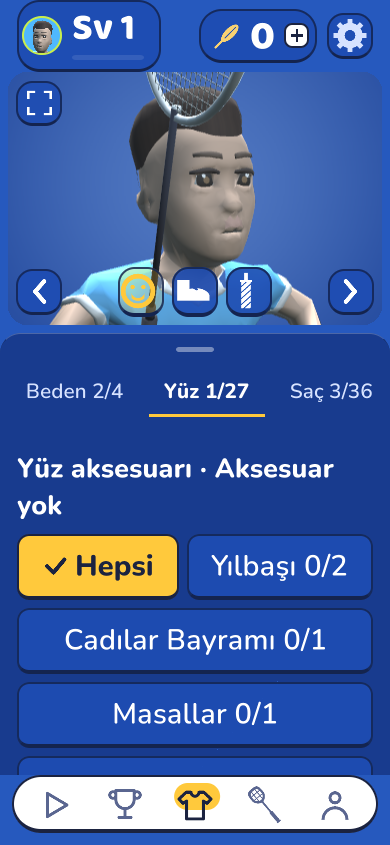 Sv 1
0
Beden 2/4
Yüz 1/27
Saç 3/36
Yüz aksesuarı · Aksesuar
yok
Hepsi
Yılbaşı 0/2
Cadılar Bayramı 0/1
Masallar 0/1